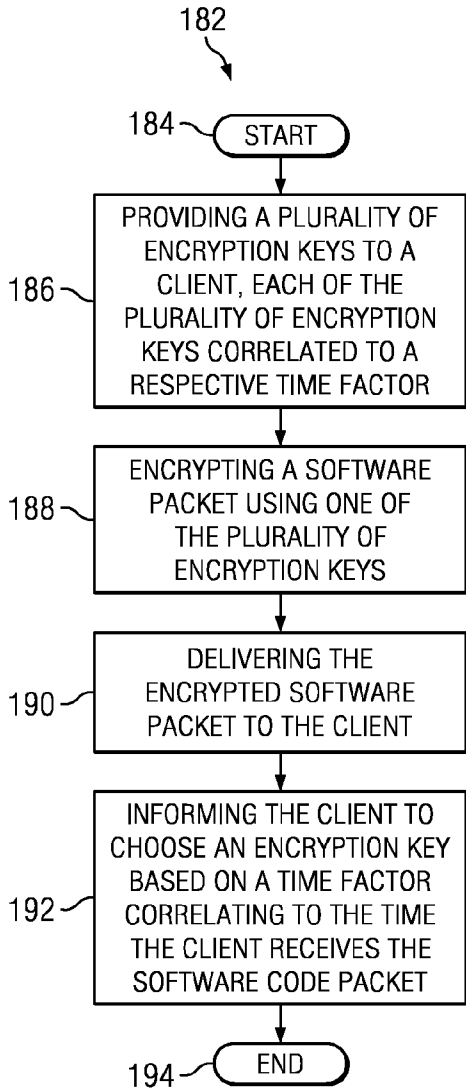 182
184
START
186
PROVIDING A PLURALITY OF
ENCRYPTION KEYS TO A
CLIENT, EACH OF THE
PLURALITY OF ENCRYPTION
KEYS CORRELATED TO A
RESPECTIVE TIME FACTOR
188
ENCRYPTING A SOFTWARE
PACKET USING ONE OF
THE PLURALITY OF
ENCRYPTION KEYS
190
DELIVERING THE
ENCRYPTED SOFTWARE
PACKET TO THE CLIENT
192
INFORMING THE CLIENT TO
CHOOSE AN ENCRYPTION KEY
BASED ON A TIME FACTOR
CORRELATING TO THE TIME
THE CLIENT RECEIVES THE
SOFTWARE CODE PACKET
194
END